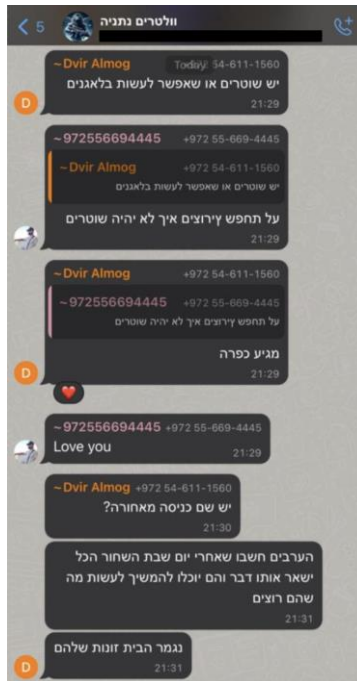 5
וולטרים נתניה
Today
~Dvir Almog 54-611-1560
יש שוטרים או שאפשר לעשות בלאגנים
21:29
D
~972556694445 +972 55-669-4445
~Dvir Almog +972 54-611-1560
יש שוטרים או שאפשר לעשות בלאגנים
על תחפש ץירוצים איך לא יהיה שוטרים
21:29
~Dvir Almog +972 54-611-1560
~972556694445 +972 55-669-4445
על תחפש ץירוצים איך לא יהיה שוטרים
מגיע כפרה
21:29
D
❤️
~972556694445 +972 55-669-4445
Love you
21:29
~Dvir Almog +972 54-611-1560
יש שם כניסה מאחורה?
21:30
הערבים חשבו שאחרי יום שבת השחור הכל
ישאר אותו דבר והם יוכלו להמשיך לעשות מה
שהם רוצים
21:31
נגמר הבית זונות שלהם
21:31
D